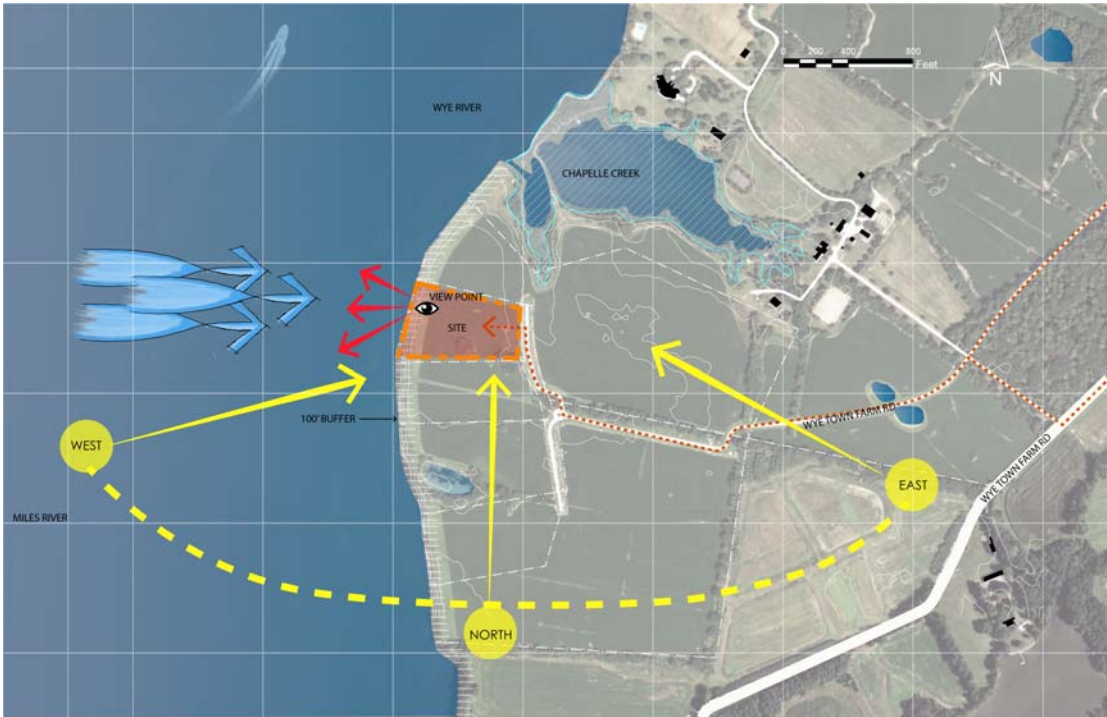 0 200 400 800
Feet
N
WYE RIVER
CHAPELLE CREEK
VIEW POINT
SITE
100' BUFFER
WYE TOWN FARM RD
WEST
EAST
WYE TOWN FARM RD
MILES RIVER
NORTH